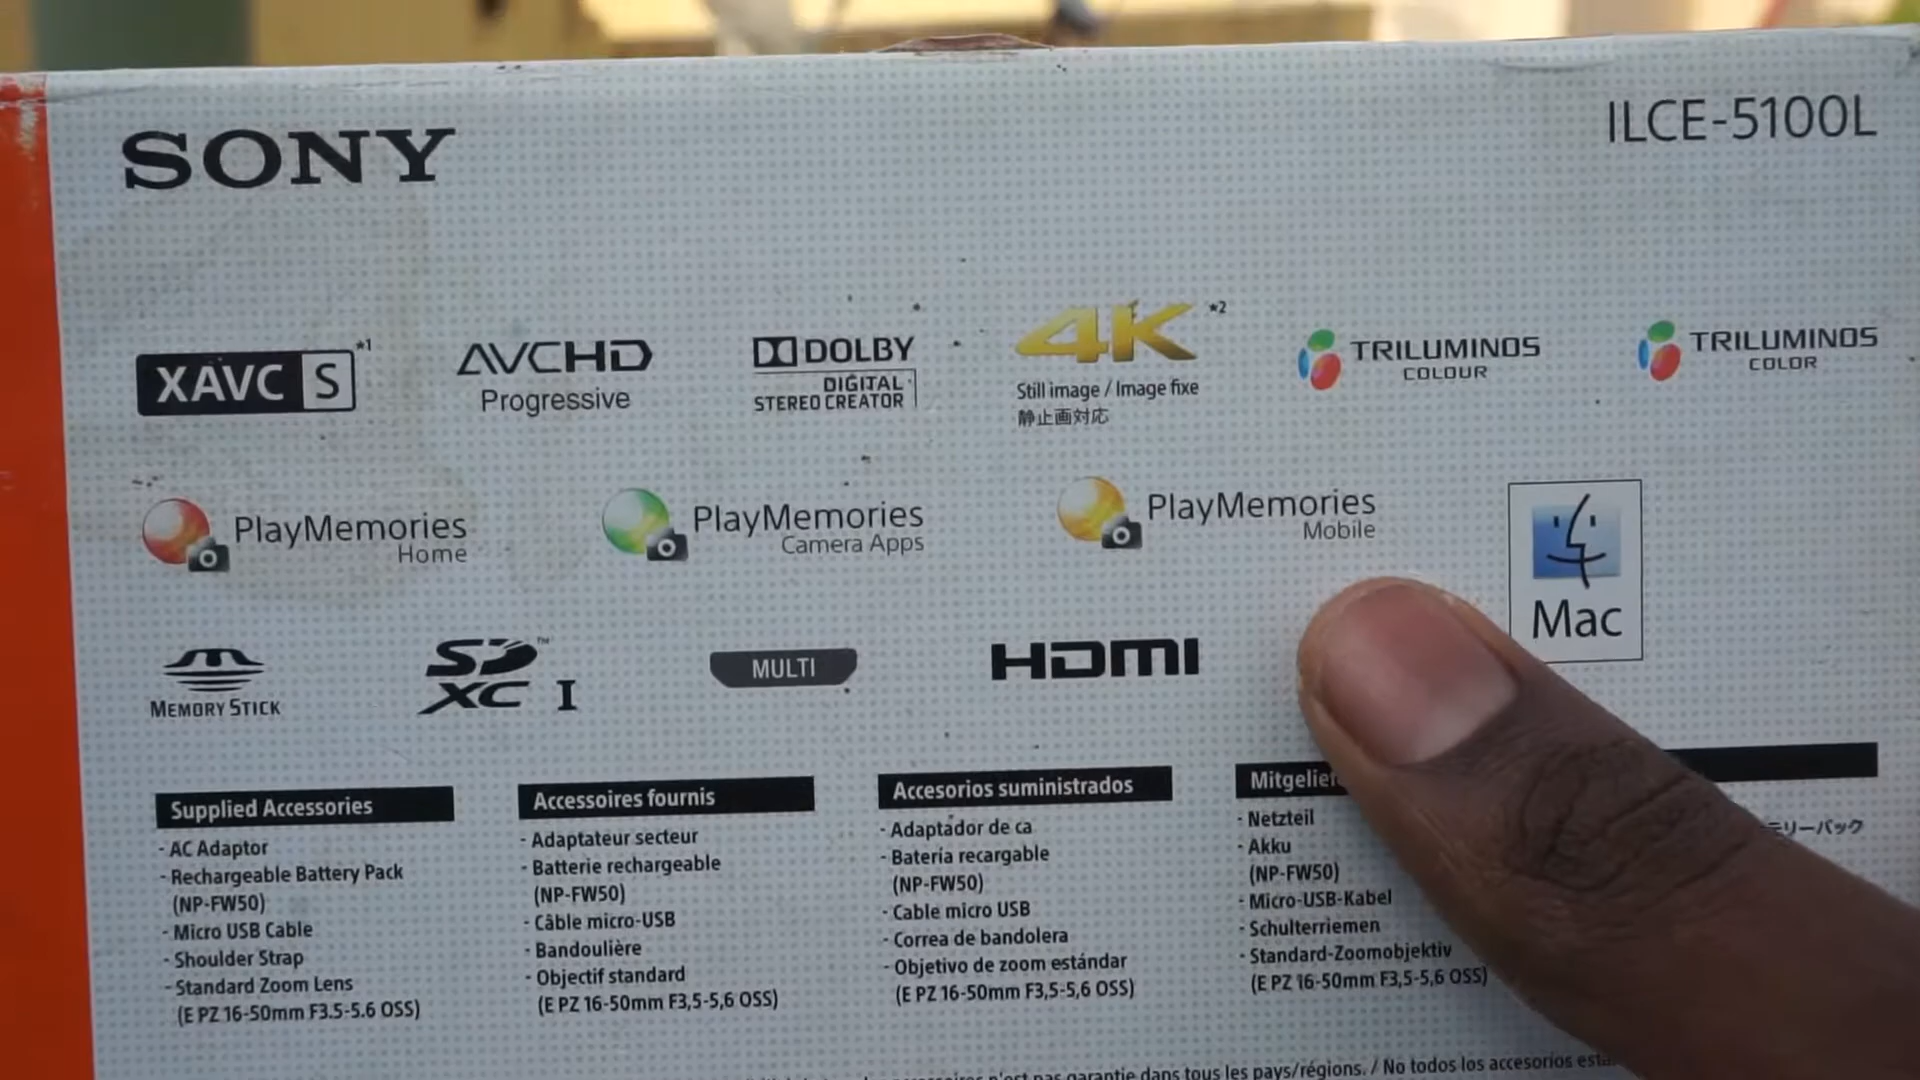 SONY
ILCE-5100L
XAVC S *1
AVCHD
Progressive
DOLBY
DIGITAL
STEREO CREATOR
4K *2
Still image / Image fixe
静止画対応
TRILUMINOS
COLOUR
TRILUMINOS
COLOR
PlayMemories
Home
PlayMemories
Camera Apps
PlayMemories
Mobile
Mac
MEMORY STICK
SD
XC I
™
MULTI
HDMI
Supplied Accessories
- AC Adaptor
- Rechargeable Battery Pack
(NP-FW50)
- Micro USB Cable
- Shoulder Strap
- Standard Zoom Lens
(E PZ 16-50mm F3.5-5.6 OSS)
Accessoires fournis
- Adaptateur secteur
- Batterie rechargeable
(NP-FW50)
- Câble micro-USB
- Bandoulière
- Objectif standard
(E PZ 16-50mm F3,5-5,6 OSS)
Accesorios suministrados
- Adaptador de ca
- Batería recargable
(NP-FW50)
- Cable micro USB
- Correa de bandolera
- Objetivo de zoom estándar
(E PZ 16-50mm F3,5-5,6 OSS)
- Netzteil
- Akku
(NP-FW50)
- Micro-USB-Kabel
- Schulterriemen
- Standard-Zoomobjektiv
(E PZ 16-50mm F3,5-5,6 OSS)
n'est pas garantie dans tous les pays/régions. / No todos los accesorios